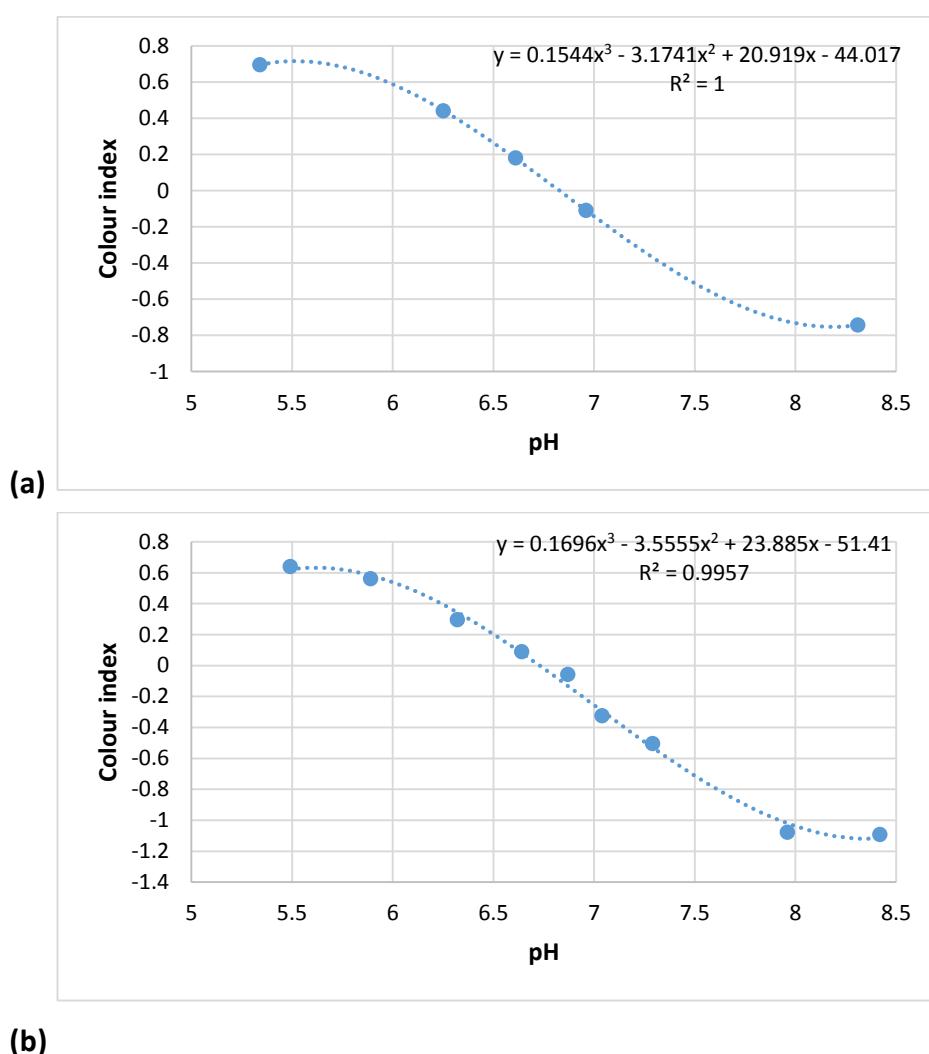 y = 0.1544x³ - 3.1741x² + 20.919x - 44.017
R² = 1
0.8
0.6
0.4
0.2
0
-0.2
-0.4
-0.6
-0.8
-1
5 5.5 6 6.5 7 7.5 8 8.5
Colour index
pH
(a)
y = 0.1696x³ - 3.5555x² + 23.885x - 51.41
R² = 0.9957
0.8
0.6
0.4
0.2
0
-0.2
-0.4
-0.6
-0.8
-1
-1.2
-1.4
5 5.5 6 6.5 7 7.5 8 8.5
Colour index
pH
(b)